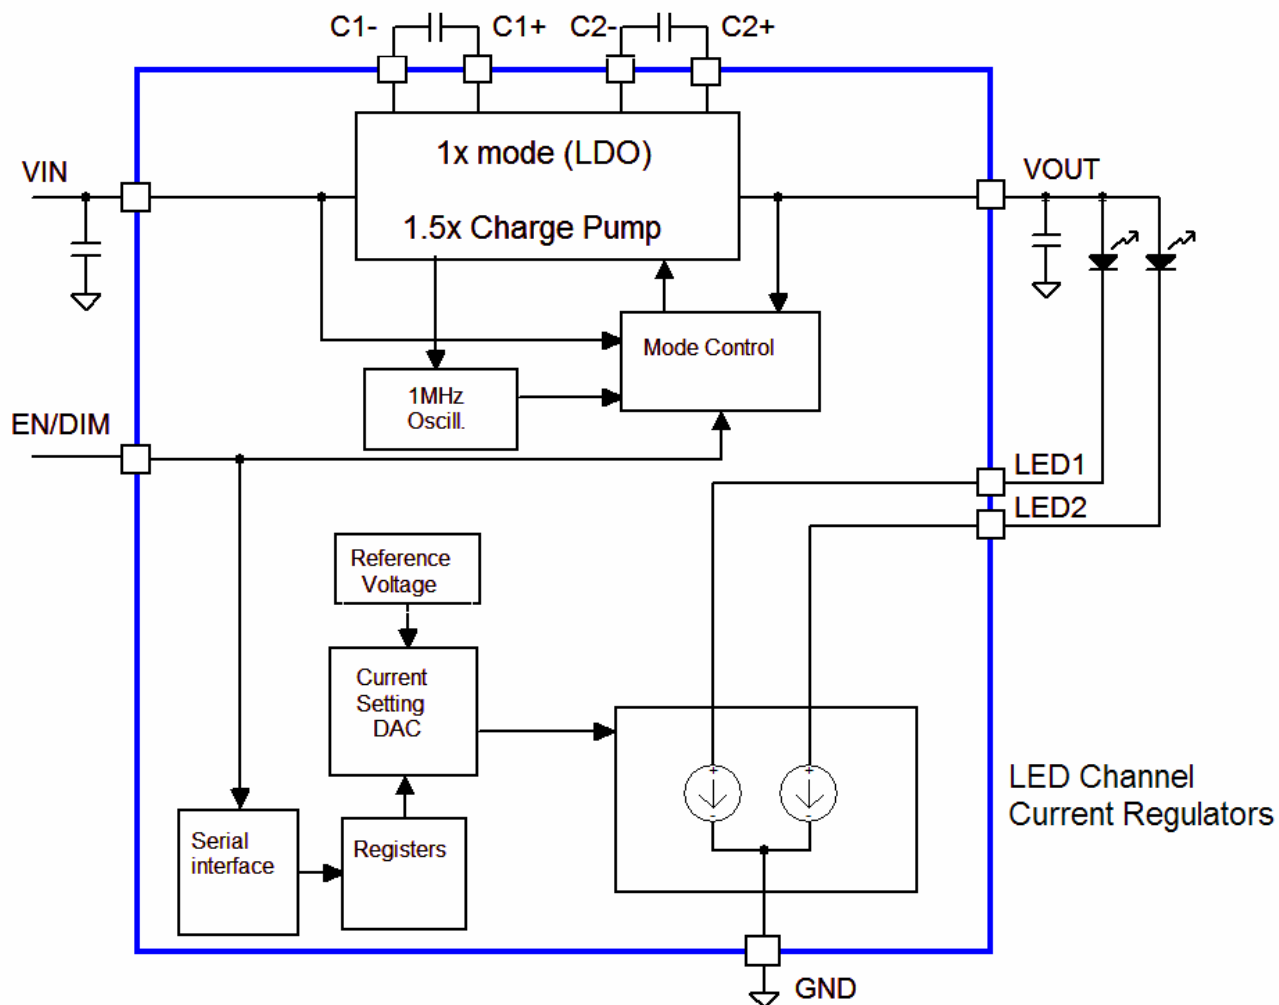 C1-
C1+
C2-
C2+
1x mode (LDO)
1.5x Charge Pump
VIN
VOUT
Mode Control
1MHz
Oscill.
EN/DIM
LED1
LED2
Reference
Voltage
Current
Setting
DAC
+
+
-
-
LED Channel
Current Regulators
Serial
interface
Registers
GND